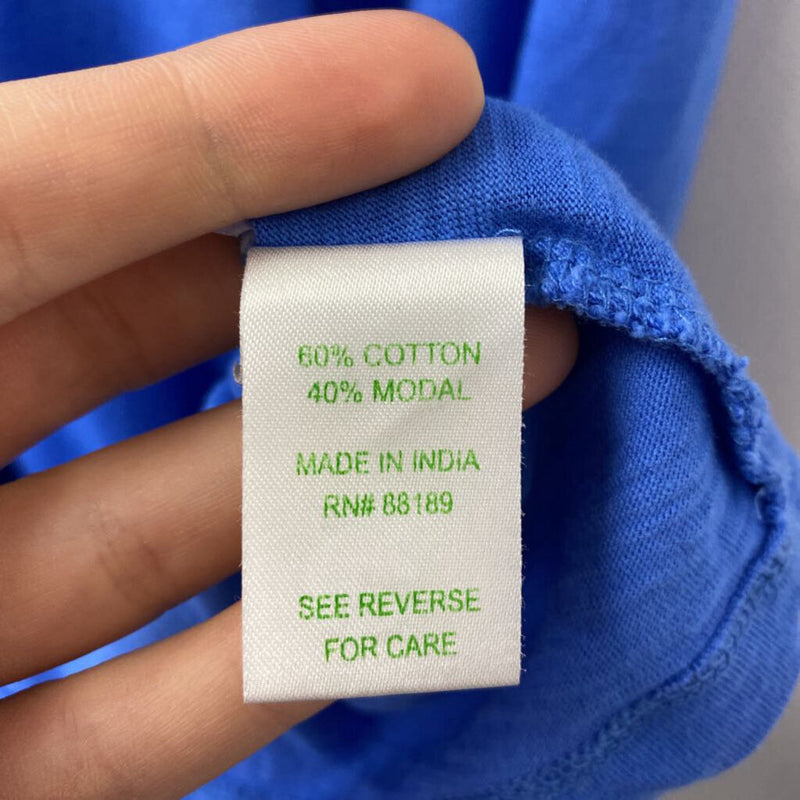 60% COTTON
40% MODAL
MADE IN INDIA
RN# 88189
SEE REVERSE
FOR CARE